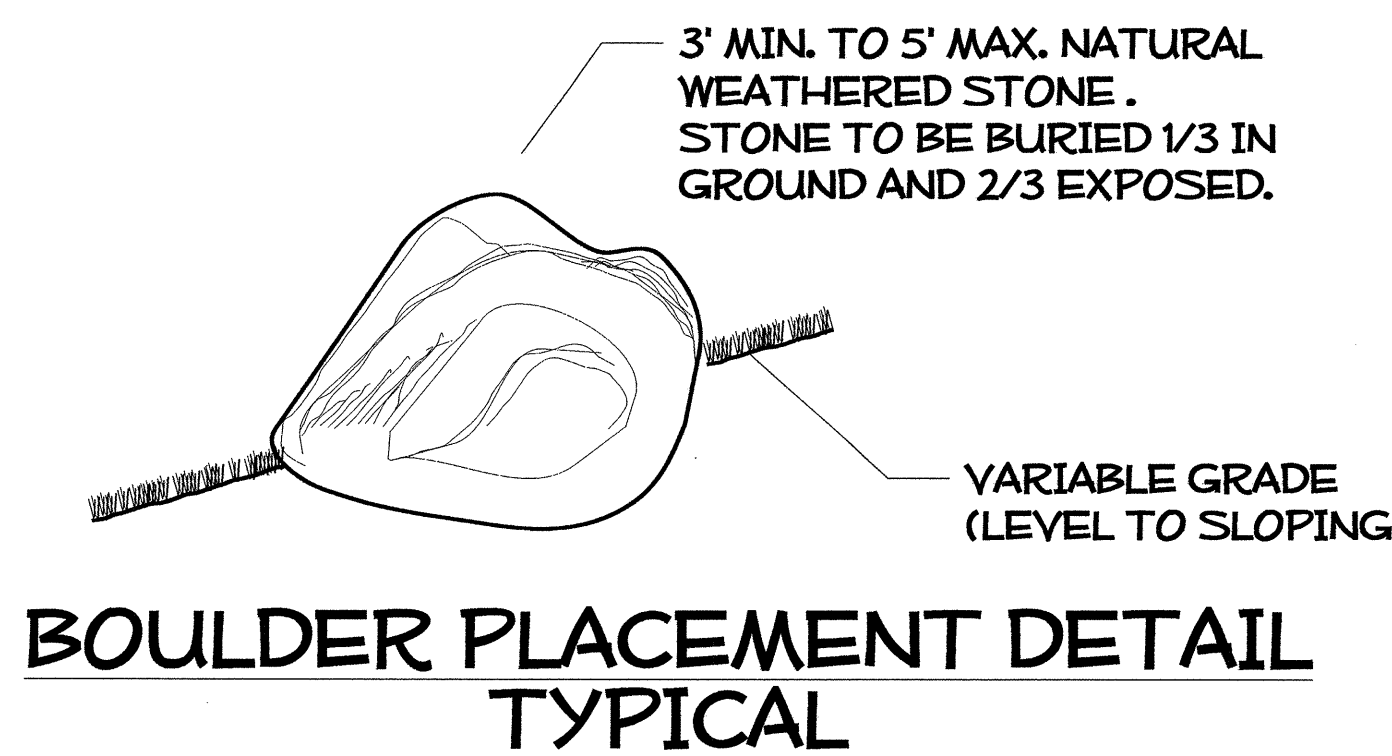 3' MIN. TO 5' MAX. NATURAL
WEATHERED STONE .
STONE TO BE BURIED 1/3 IN
GROUND AND 2/3 EXPOSED.
VARIABLE GRADE
(LEVEL TO SLOPING
BOULDER PLACEMENT DETAIL
TYPICAL